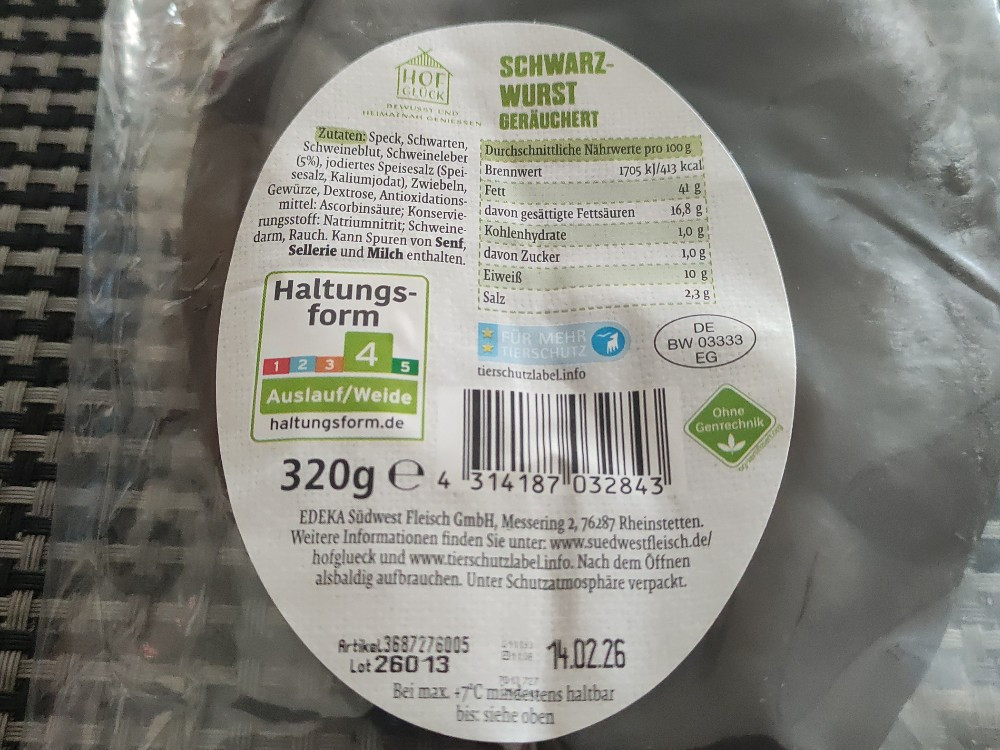 HOF
GLÜCK
BEWUSST UND
HEIMATNAH GENIESSEN
SCHWARZ-
WURST
GERÄUCHERT
Zutaten: Speck, Schwarten,
Schweineblut, Schweineleber
(5%), jodiertes Speisesalz (Spei-
sesalz, Kaliumjodat), Zwiebeln,
Gewürze, Dextrose, Antioxidations-
mittel: Ascorbinsäure; Konservie-
rungsstoff: Natriumnitrit; Schweine-
darm, Rauch. Kann Spuren von Senf,
Sellerie und Milch enthalten.
Durchschnittliche Nährwerte pro 100 g
Brennwert 1705 kJ/413 kcal
Fett 41 g
davon gesättigte Fettsäuren 16,8 g
Kohlenhydrate 1,0 g
davon Zucker 1,0 g
Eiweiß 10 g
Salz 2,3 g
Haltungs-
form
1 2 3 4 5
Auslauf/Weide
haltungsform.de
FÜR MEHR
TIERSCHUTZ
tierschutzlabel.info
DE
BW 03333
EG
Ohne
Gentechnik
320g e
4 314187 032843
EDEKA Südwest Fleisch GmbH, Messering 2, 76287 Rheinstetten.
Weitere Informationen finden Sie unter: www.suedwestfleisch.de/
hofglueck und www.tierschutzlabel.info. Nach dem Öffnen
alsbaldig aufbrauchen. Unter Schutzatmosphäre verpackt.
Artikel 3687276005
Lot 26013
14.02.26
Bei max. +7°C mindestens haltbar
bis: siehe oben